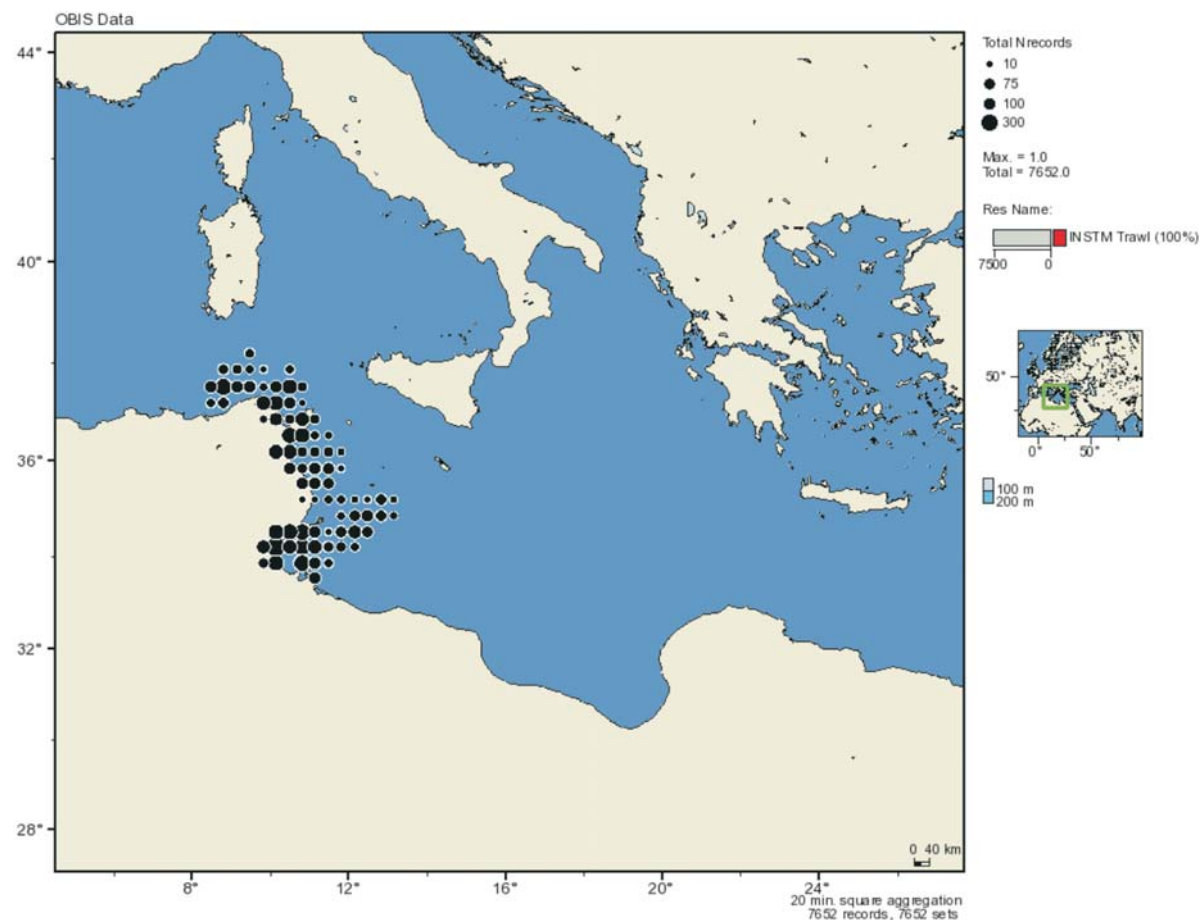 OBIS Data
44°
40°
36°
32°
28°
8°
12°
16°
20°
24°
0 40 km
20 min. square aggregation
7652 records, 7652 sets
Total Nrecords
10
75
100
300
Max. = 1.0
Total = 7652.0
Res Name:
INSTM Trawl (100%)
7500 0
50°
0° 50°
100 m
200 m